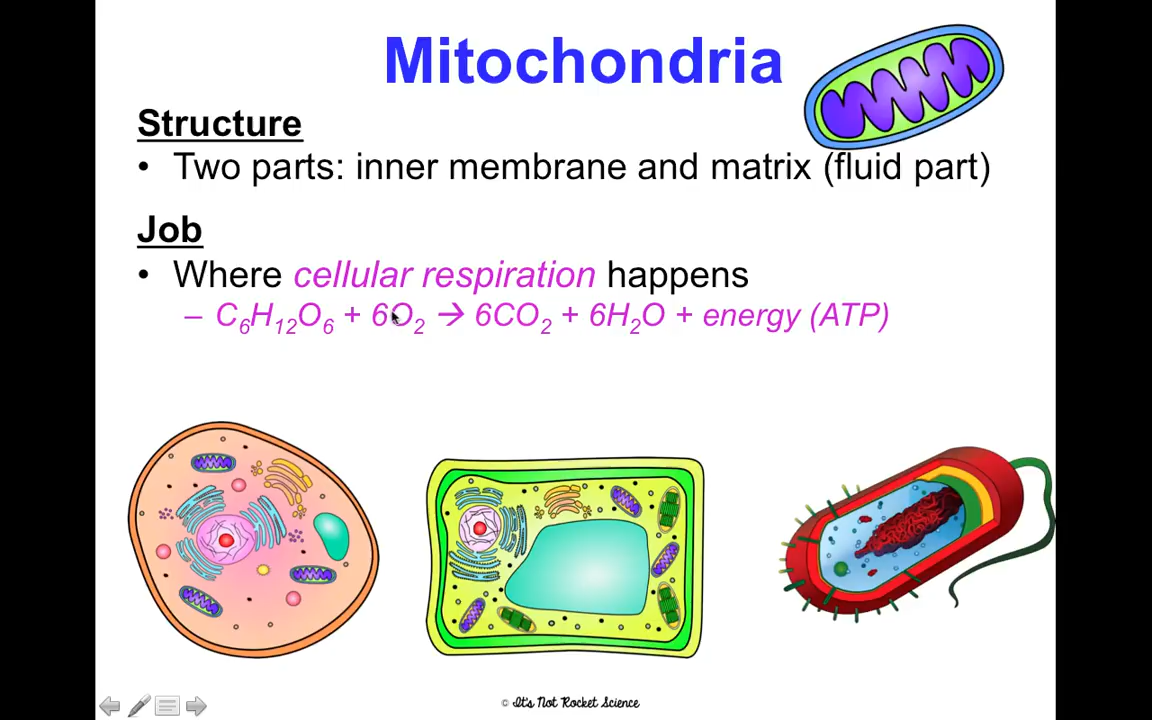 Mitochondria
Structure
• Two parts: inner membrane and matrix (fluid part)
Job
• Where cellular respiration happens
– C₆H₁₂O₆ + 6O₂ → 6CO₂ + 6H₂O + energy (ATP)
© It's Not Rocket Science